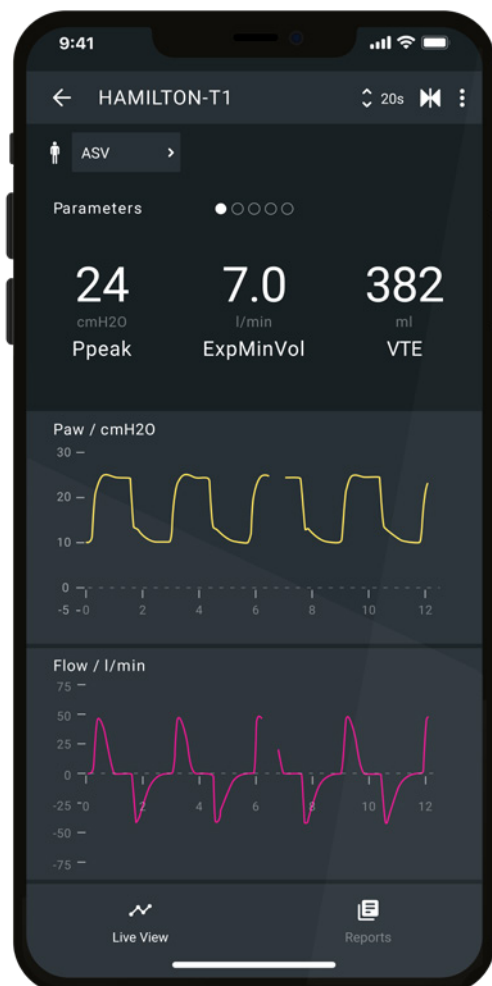 9:41
HAMILTON-T1 20s
ASV
Parameters
24 7.0 382
cmH2O l/min ml
Ppeak ExpMinVol VTE
Paw / cmH2O
30
20
10
0
-5 -0 2 4 6 8 10 12
Flow / l/min
75
50
25
0
-25 0 2 4 6 8 10 12
-50
-75
Live View Reports